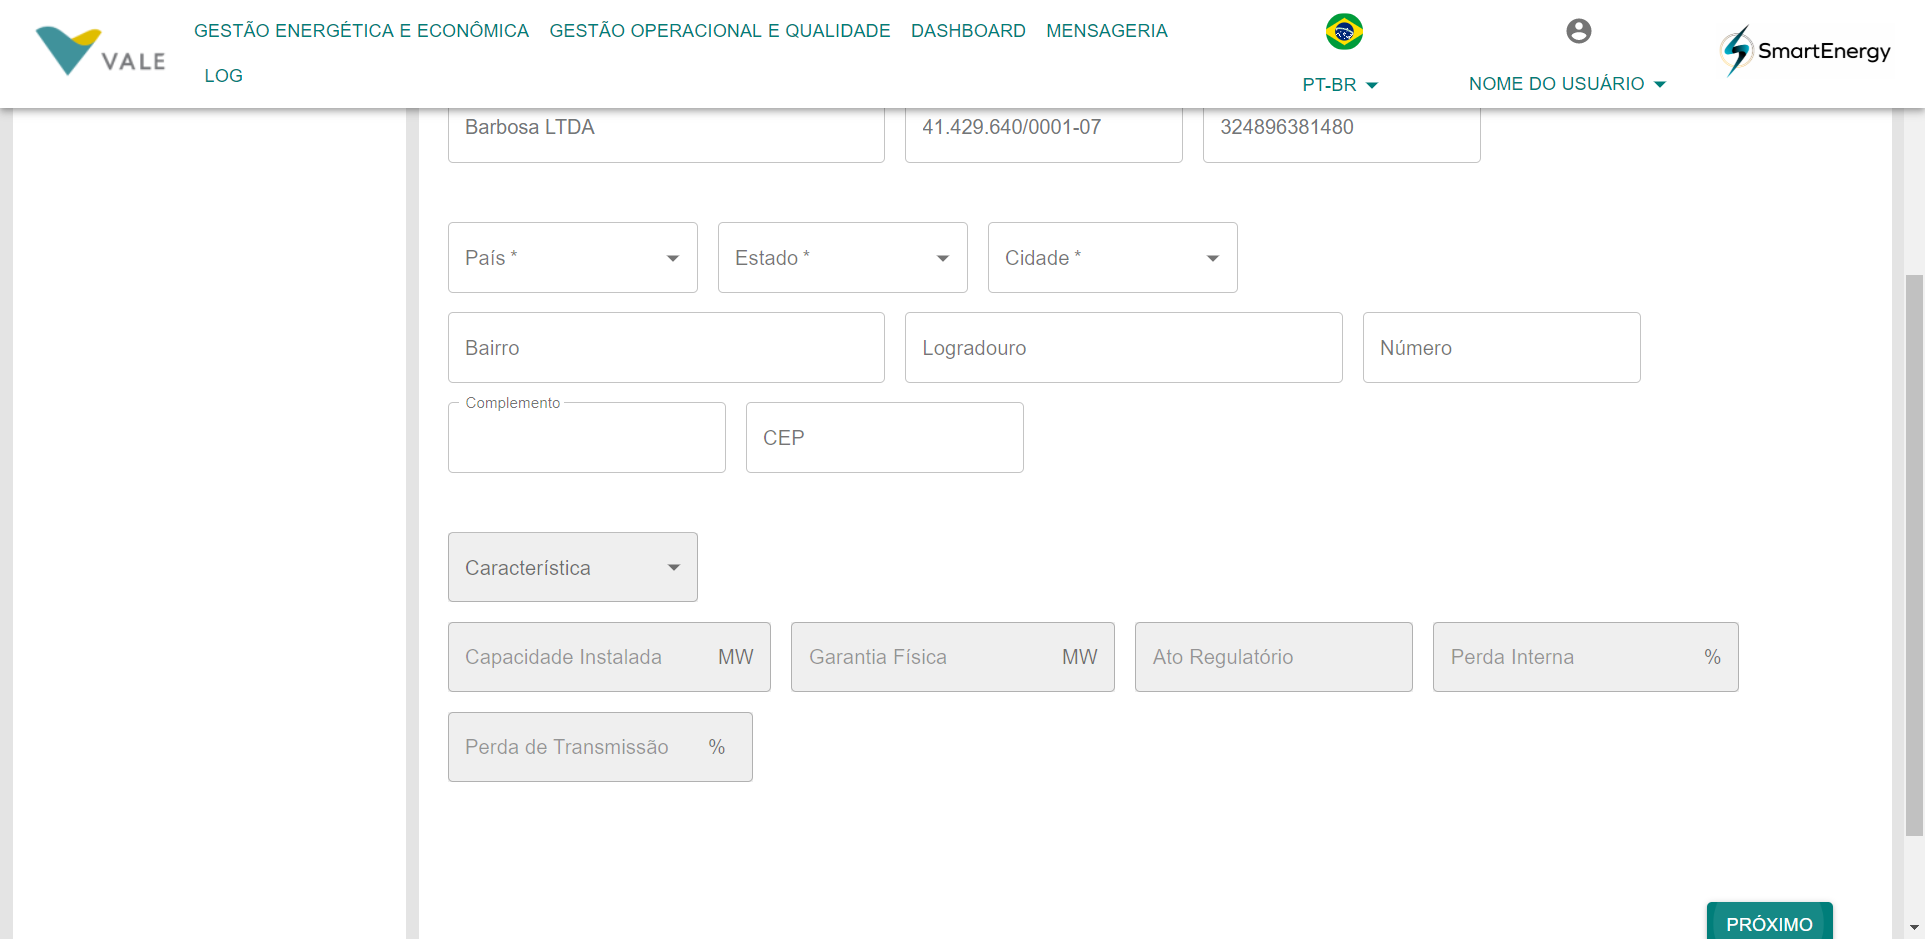 VALE
GESTÃO ENERGÉTICA E ECONÔMICA GESTÃO OPERACIONAL E QUALIDADE DASHBOARD MENSAGERIA
LOG
PT-BR
NOME DO USUÁRIO
SmartEnergy
Barbosa LTDA 41.429.640/0001-07 324896381480
País * Estado * Cidade *
Bairro Logradouro Número
Complemento
CEP
Característica
Capacidade Instalada MW Garantia Física MW Ato Regulatório Perda Interna %
Perda de Transmissão %
PRÓXIMO